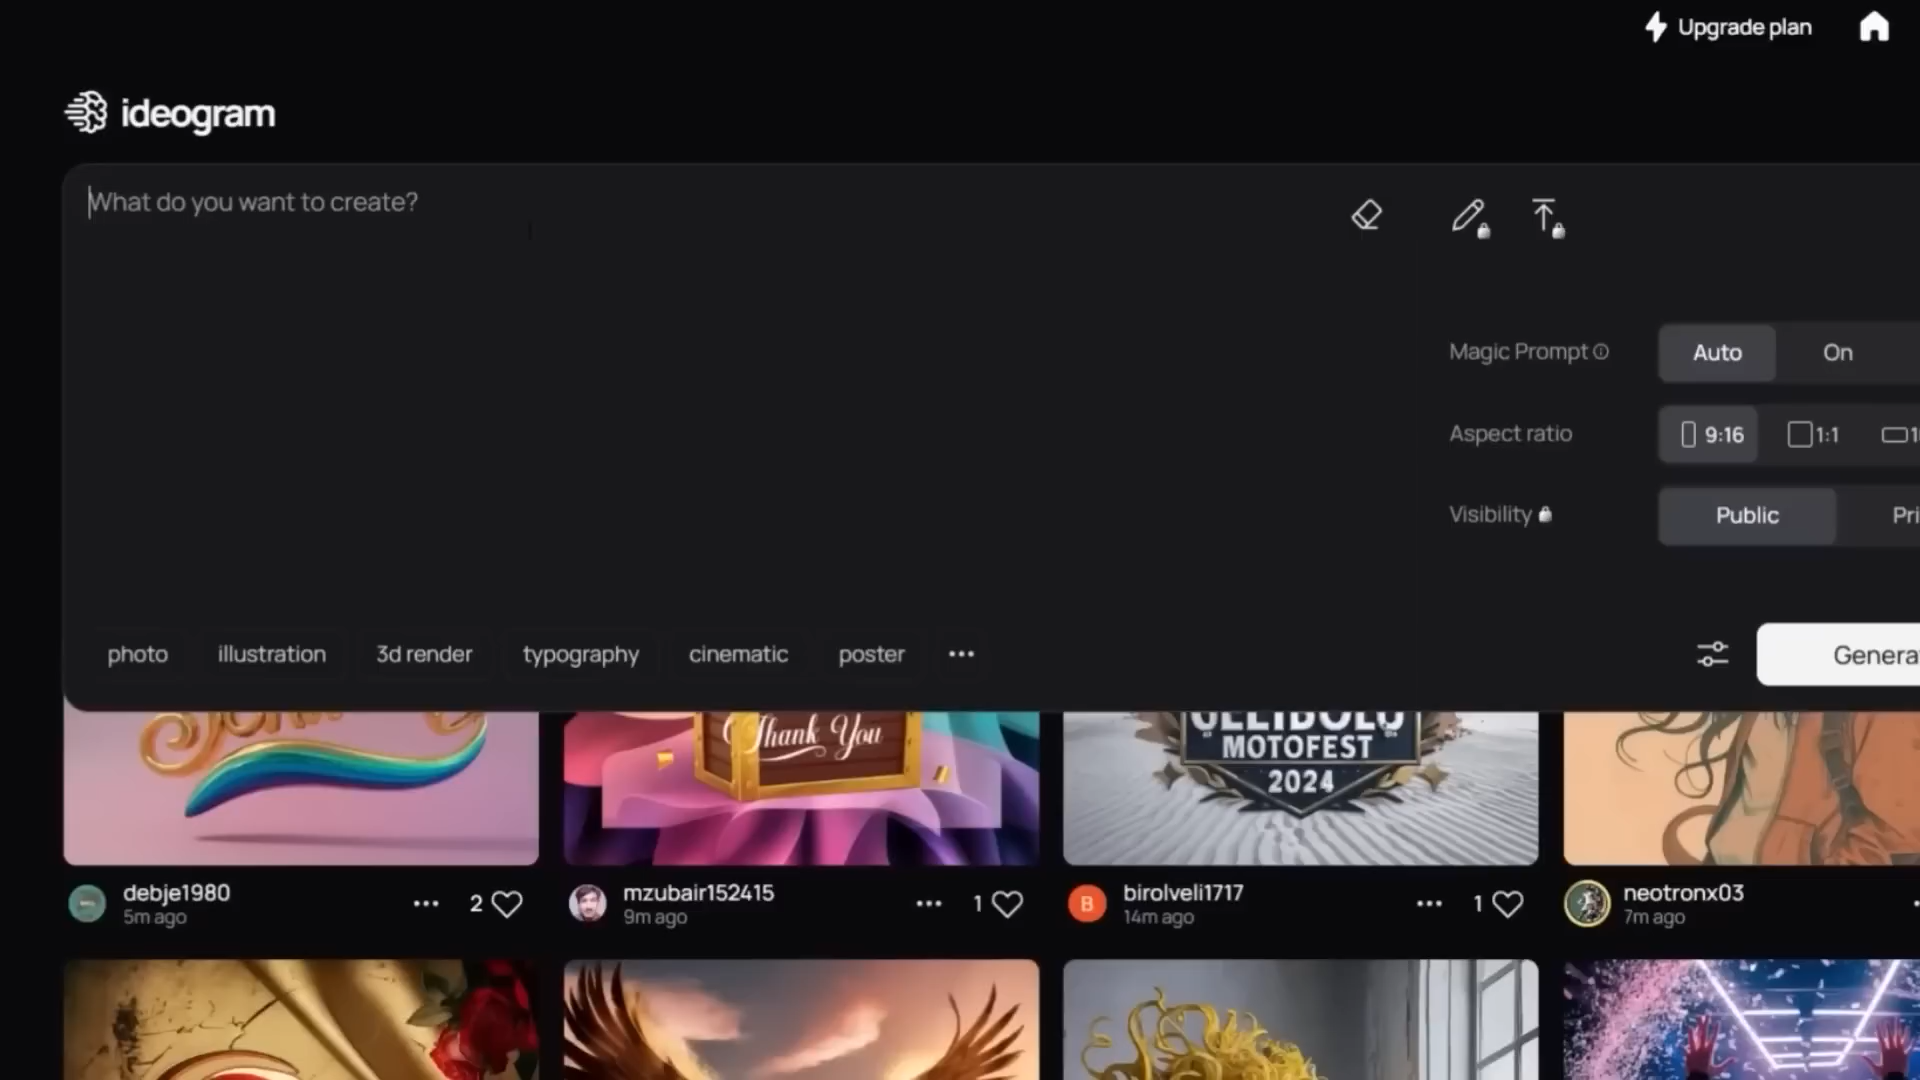 Upgrade plan
ideogram
What do you want to create?
Magic Prompt
Auto
On
Aspect ratio
9:16
1:1
Visibility
Public
photo
illustration
3d render
typography
cinematic
poster
Thank You
MOTOFEST
2024
debje1980
5m ago
2
mzubair152415
9m ago
1
B
birolveli1717
14m ago
1
neotronx03
7m ago